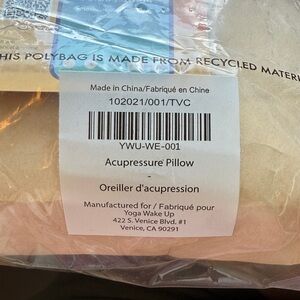 HIS POLYBAG IS MADE FROM RECYCLED MATERI
Made in China/Fabriqué en Chine
102021/001/TVC
YWU-WE-001
Acupressure Pillow
-
Oreiller d'acupression
Manufactured for / Fabriqué pour
Yoga Wake Up
422 S. Venice Blvd. #1
Venice, CA 90291